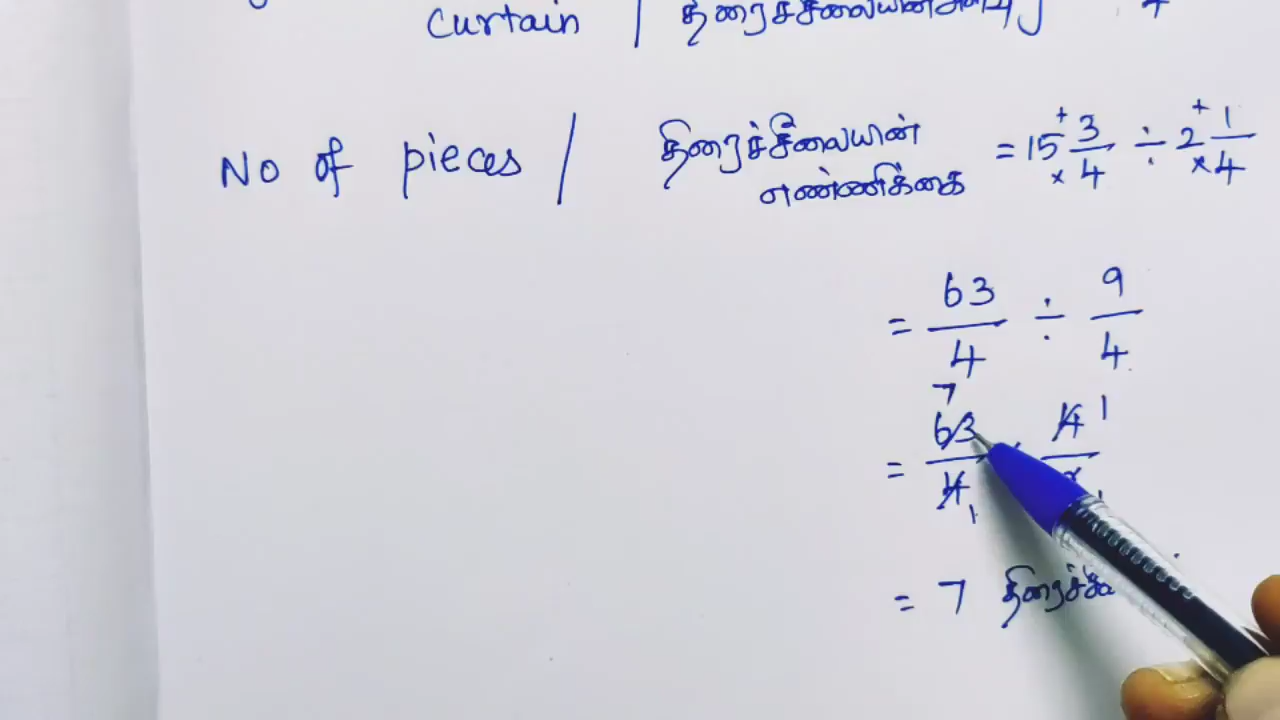 curtain /
No of pieces / திரைச்சீலையின் எண்ணிக்கை = 15 3/4 ÷ 2 1/4
= 63/4 ÷ 9/4
= 63/4 4
= 7